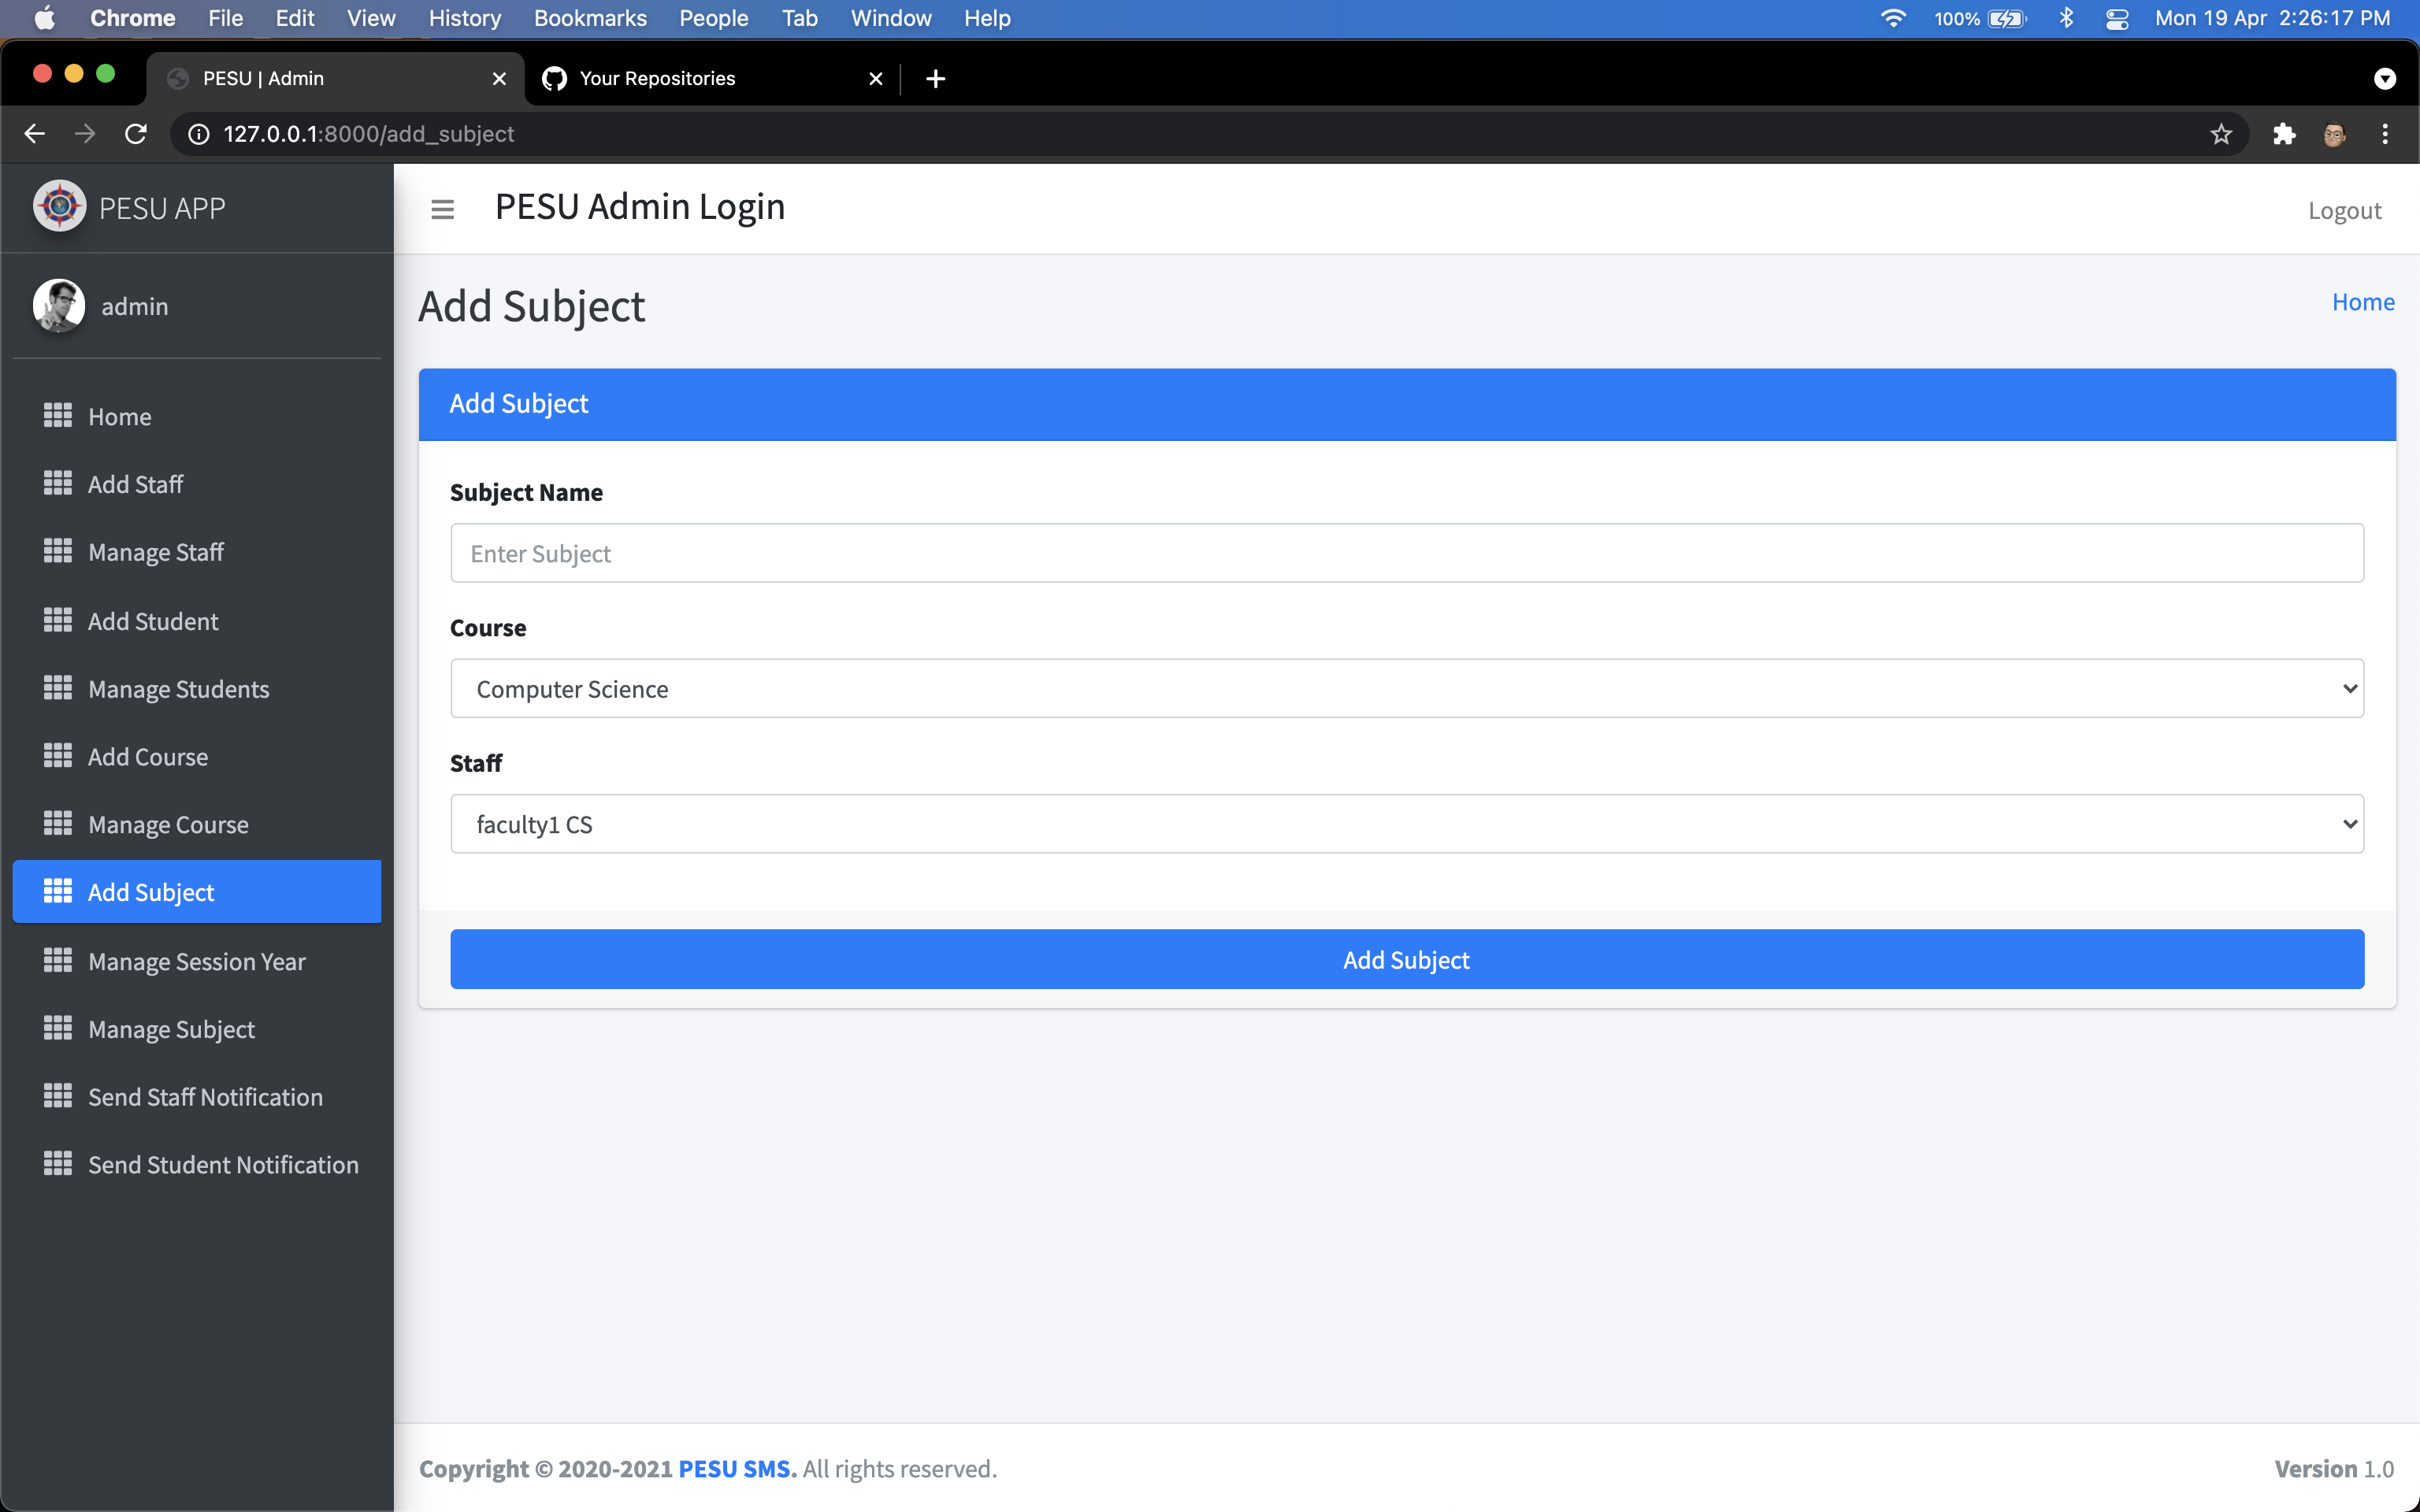 Chrome File Edit View History Bookmarks People Tab Window Help 100% Mon 19 Apr 2:26:17 PM
PESU | Admin Your Repositories
127.0.0.1:8000/add_subject
PESU APP
PESU Admin Login
Logout
admin
Add Subject
Home
Home
Add Staff
Manage Staff
Add Student
Manage Students
Add Course
Manage Course
Add Subject
Manage Session Year
Manage Subject
Send Staff Notification
Send Student Notification
Add Subject
Subject Name
Enter Subject
Course
Computer Science
Staff
faculty1 CS
Add Subject
Copyright © 2020-2021 PESU SMS. All rights reserved.
Version 1.0